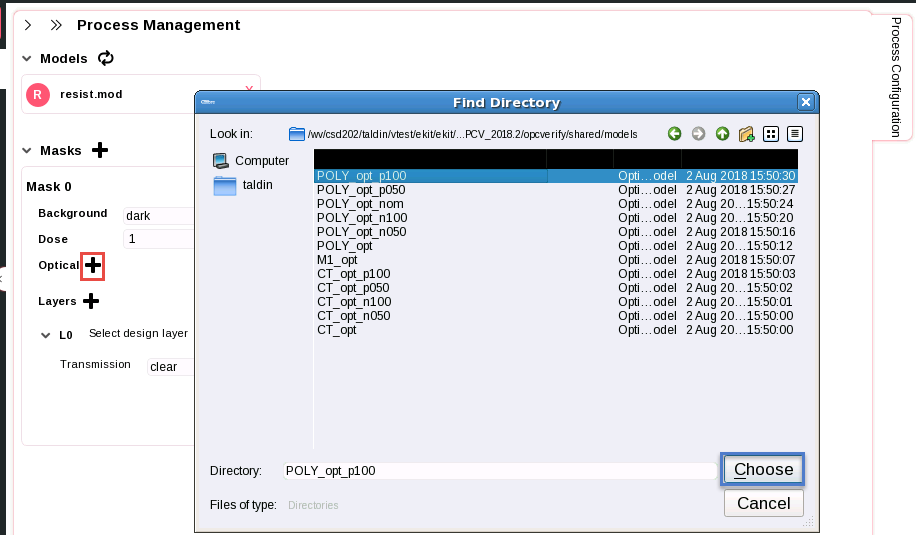 Process Management
Process Configuration
Models
R resist.mod X
Masks
Mask 0
Background dark
Dose 1
Optical
Layers
L0 Select design layer
Transmission clear
Find Directory
Look in: /w/csd202/taldin/vtest/ekit/ekit/...PCV_2018.2/opcverify/shared/models
Computer
taldin
POLY_opt_p100 Opti...odel 2 Aug 2018 15:50:30
POLY_opt_p050 Opti...odel 2 Aug 2018 15:50:27
POLY_opt_nom Opti...odel 2 Aug 20...15:50:24
POLY_opt_n100 Opti...odel 2 Aug 20...15:50:20
POLY_opt_n050 Opti...odel 2 Aug 2018 15:50:16
POLY_opt Opti...odel 2 Aug 20...15:50:12
M1_opt Opti...odel 2 Aug 2018 15:50:07
CT_opt_p100 Opti...odel 2 Aug 2018 15:50:03
CT_opt_p050 Opti...odel 2 Aug 20...15:50:02
CT_opt_n100 Opti...odel 2 Aug 20...15:50:01
CT_opt_n050 Opti...odel 2 Aug 20...15:50:00
CT_opt Opti...odel 2 Aug 20...15:50:00
Directory: POLY_opt_p100
Choose
Files of type: Directories
Cancel